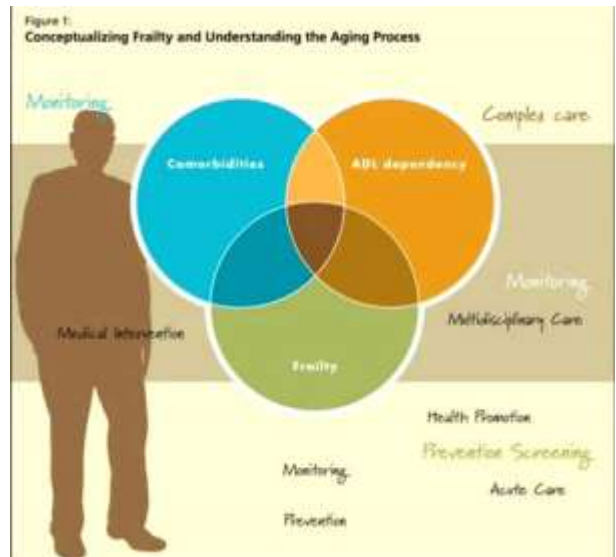 Figure 1:
Conceptualizing Frailty and Understanding the Aging Process
Monitoring
Complex care
Comorbidities
ADL dependency
Monitoring
Medical Intervention
Multidisciplinary Care
Frailty
Health Promotion
Prevention Screening
Monitoring
Acute Care
Prevention